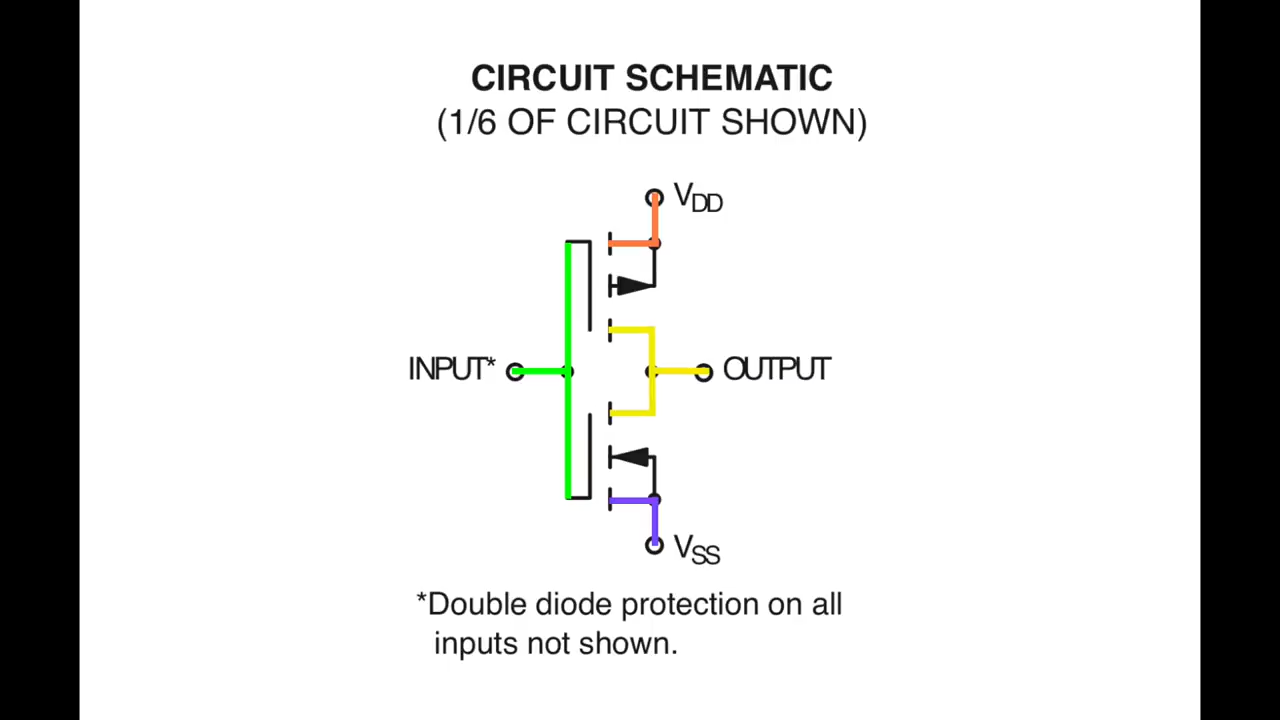 CIRCUIT SCHEMATIC
(1/6 OF CIRCUIT SHOWN)
VDD
INPUT*
OUTPUT
VSS
*Double diode protection on all
inputs not shown.